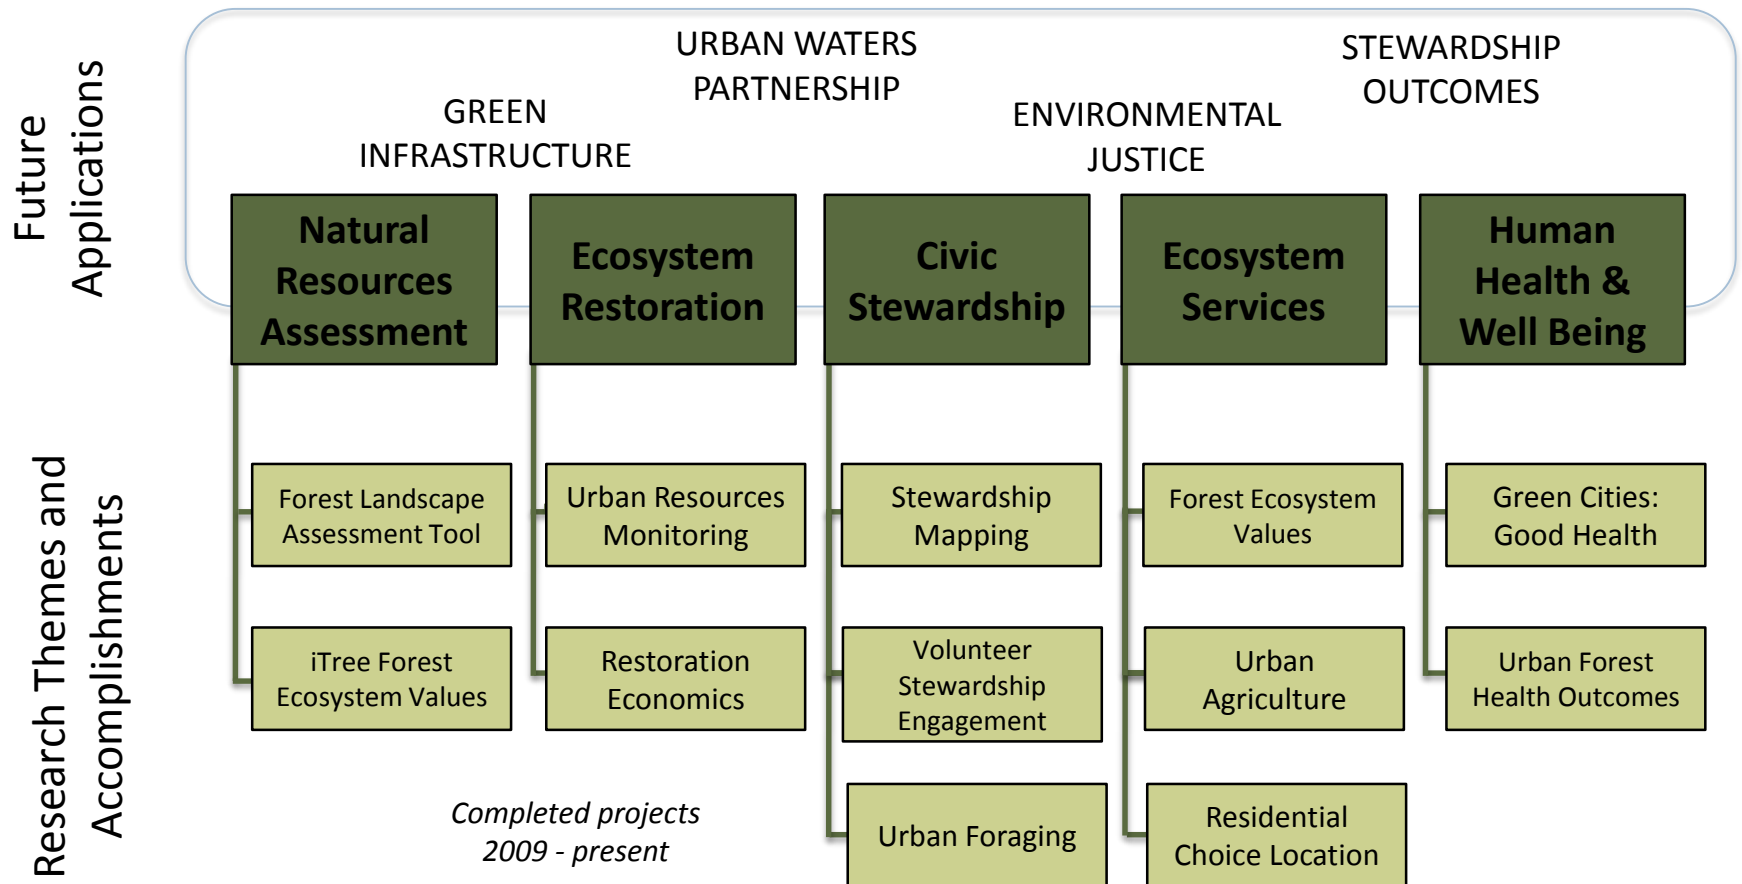 Future
Applications
URBAN WATERS
PARTNERSHIP
STEWARDSHIP
OUTCOMES
GREEN
INFRASTRUCTURE
ENVIRONMENTAL
JUSTICE
Natural
Resources
Assessment
Ecosystem
Restoration
Civic
Stewardship
Ecosystem
Services
Human
Health &
Well Being
Research Themes and
Accomplishments
Forest Landscape
Assessment Tool
Urban Resources
Monitoring
Stewardship
Mapping
Forest Ecosystem
Values
Green Cities:
Good Health
iTree Forest
Ecosystem Values
Restoration
Economics
Volunteer
Stewardship
Engagement
Urban
Agriculture
Urban Forest
Health Outcomes
Completed projects
2009 - present
Urban Foraging
Residential
Choice Location